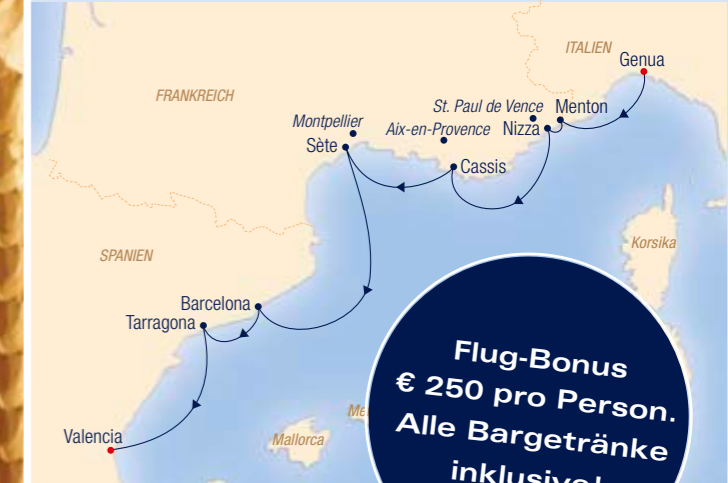 ITALIEN
Genua
FRANKREICH
St. Paul de Vence
Menton
Montpellier
Aix-en-Provence
Nizza
Sète
Cassis
SPANIEN
Korsika
Barcelona
Tarragona
Valencia
Mallorca
Flug-Bonus
€ 250 pro Person.
Alle Bargetränke
inklusive!